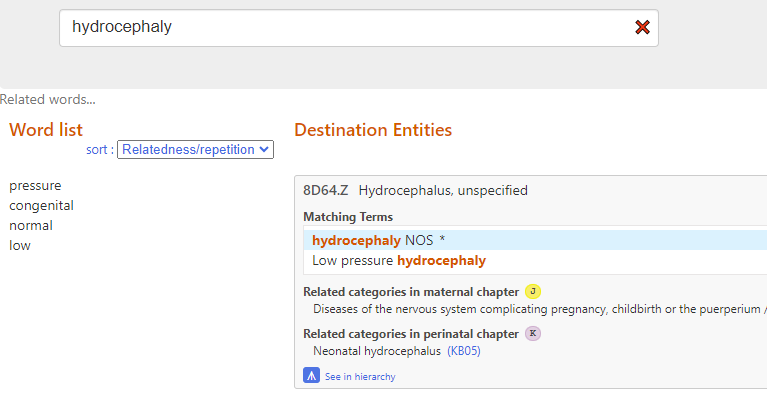 hydrocephaly
Related words...
Word list
sort : Relatedness/repetition
pressure
congenital
normal
low
Destination Entities
8D64.Z Hydrocephalus, unspecified
Matching Terms
hydrocephaly NOS *
Low pressure hydrocephaly
Related categories in maternal chapter J
Diseases of the nervous system complicating pregnancy, childbirth or the puerperium /
Related categories in perinatal chapter K
Neonatal hydrocephalus (KB05)
See in hierarchy